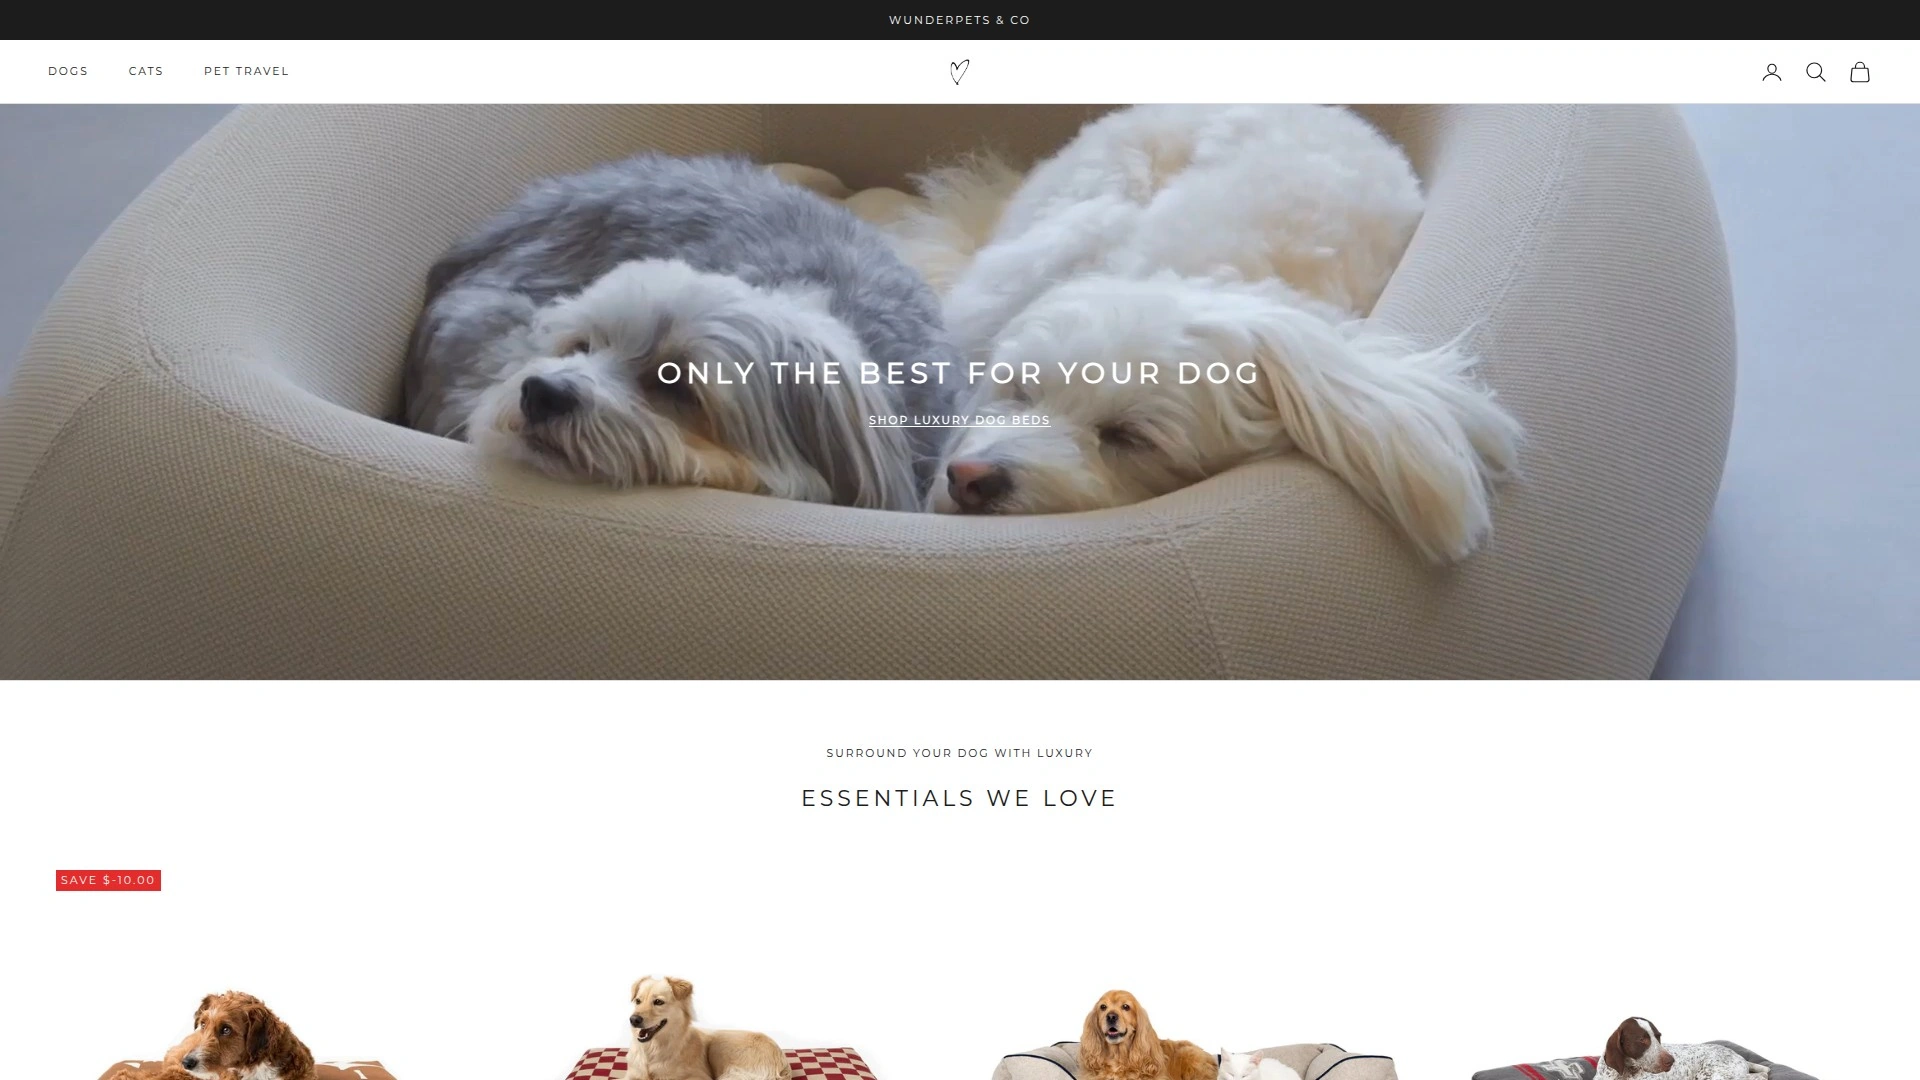 WUNDERPETS & CO
DOGS CATS PET TRAVEL
ONLY THE BEST FOR YOUR DOG
SHOP LUXURY DOG BEDS
SURROUND YOUR DOG WITH LUXURY
ESSENTIALS WE LOVE
SAVE $-10.00